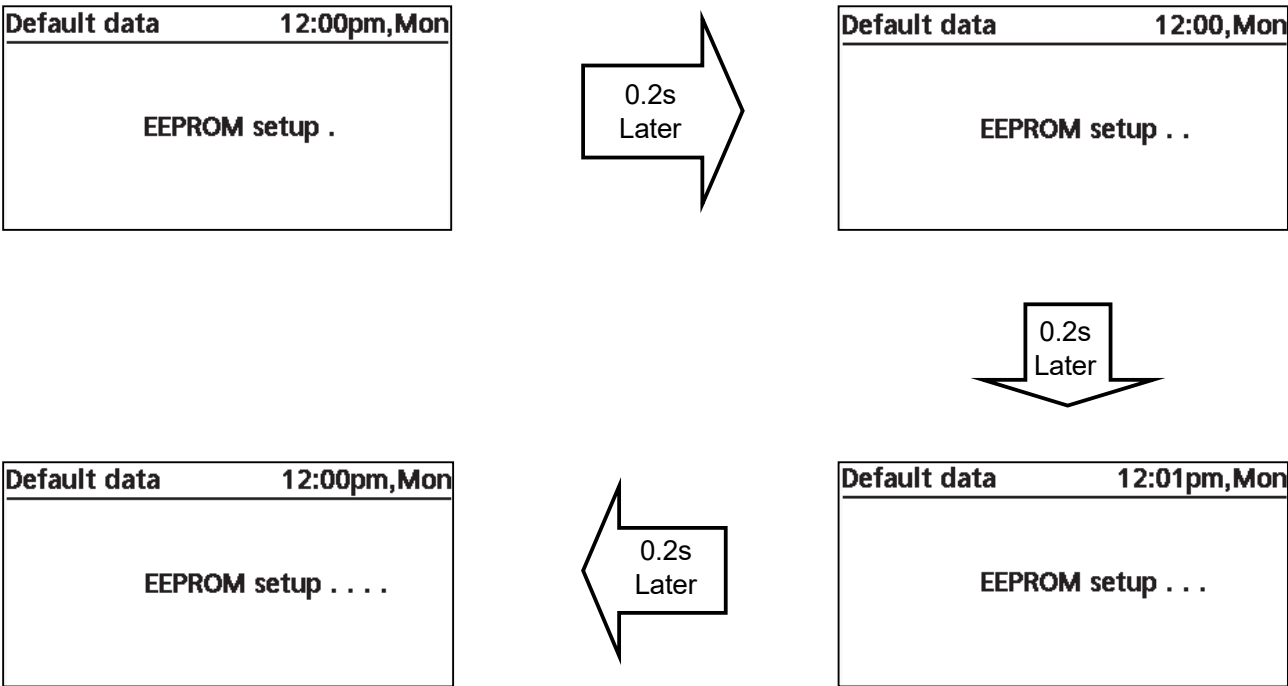 Default data 12:00pm,Mon
EEPROM setup .
0.2s
Later
Default data 12:00,Mon
EEPROM setup . .
0.2s
Later
Default data 12:01pm,Mon
EEPROM setup . . .
0.2s
Later
Default data 12:00pm,Mon
EEPROM setup . . . .